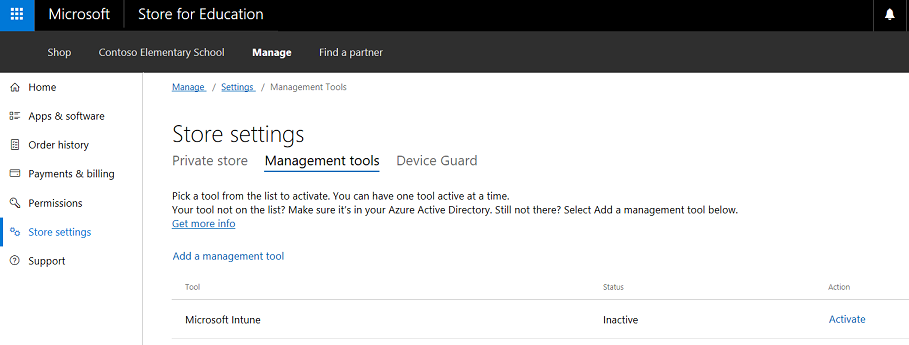 Microsoft Store for Education
Shop Contoso Elementary School Manage Find a partner
Home
Apps & software
Order history
Payments & billing
Permissions
Store settings
Support
Manage / Settings / Management Tools
Store settings
Private store Management tools Device Guard
Pick a tool from the list to activate. You can have one tool active at a time.
Your tool not on the list? Make sure it's in your Azure Active Directory. Still not there? Select Add a management tool below.
Get more info
Add a management tool
Tool Status Action
Microsoft Intune Inactive Activate